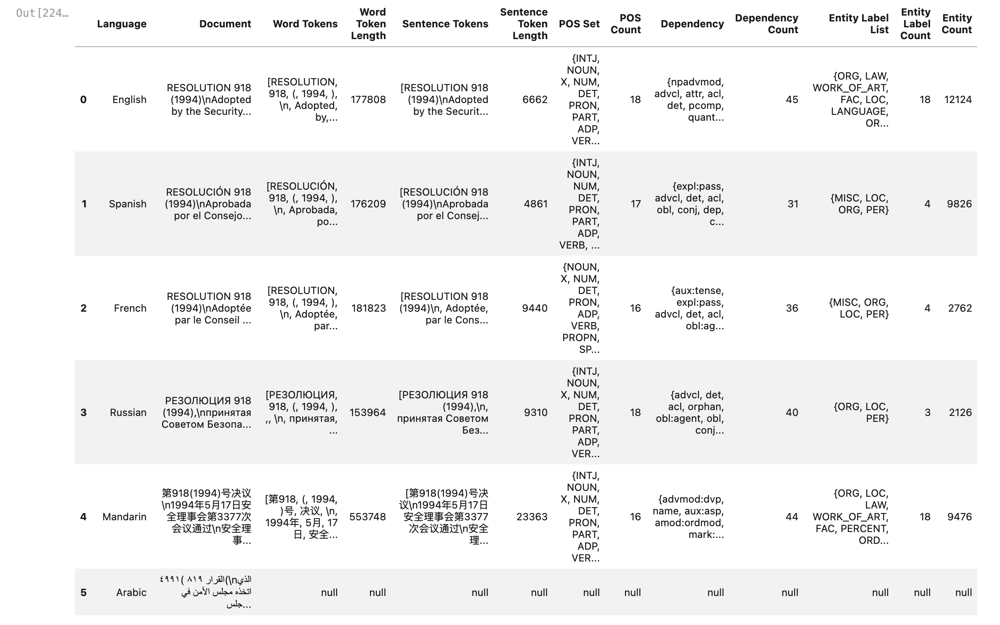 Out[224…
Language Document Word Tokens Word Token Length Sentence Tokens Sentence Token Length POS Set POS Count Dependency Dependency Count Entity Label List Entity Label Count Entity Count
0 English RESOLUTION 918 (1994)\nAdopted by the Security... [RESOLUTION, 918, (, 1994, ), \n, Adopted, by,... 177808 [RESOLUTION 918 (1994)\nAdopted by the Securit... 6662 {INTJ, NOUN, X, NUM, DET, PRON, PART, ADP, VER... 18 {npadvmod, advcl, attr, acl, det, pcomp, quant... 45 {ORG, LAW, WORK_OF_ART, FAC, LOC, LANGUAGE, OR... 18 12124
1 Spanish RESOLUCIÓN 918 (1994)\nAprobada por el Consejo... [RESOLUCIÓN, 918, (, 1994, ), \n, Aprobada, po... 176209 [RESOLUCIÓN 918 (1994)\nAprobada por el Consej... 4861 {INTJ, NOUN, NUM, DET, PRON, PART, ADP, VERB, ... 17 {expl:pass, advcl, det, acl, obl, conj, dep, c... 31 {MISC, LOC, ORG, PER} 4 9826
2 French RESOLUTION 918 (1994)\nAdoptée par le Conseil ... [RESOLUTION, 918, (, 1994, ), \n, Adoptée, par... 181823 [RESOLUTION 918 (1994)\n, Adoptée, par le Cons... 9440 {NOUN, X, NUM, DET, PRON, ADP, VERB, PROPN, SP... 16 {aux:tense, expl:pass, advcl, det, acl, obl:ag... 36 {MISC, ORG, LOC, PER} 4 2762
3 Russian РЕЗОЛЮЦИЯ 918 (1994),\nпринятая Советом Безопа... [РЕЗОЛЮЦИЯ, 918, (, 1994, ), ,, \n, принятая, ... 153964 [РЕЗОЛЮЦИЯ 918 (1994),\n, принятая Советом Без... 9310 {INTJ, NOUN, X, NUM, DET, PRON, PART, ADP, VER... 18 {advcl, det, acl, orphan, obl:agent, obl, conj... 40 {ORG, LOC, PER} 3 2126
4 Mandarin 第918(1994)号决议\n1994年5月17日安全理事会第3377次会议通过\n安全理事... [第918, (, 1994, )号, 决议, \n, 1994年, 5月, 17日, 安全... 553748 [第918(1994)号决议\n1994年5月17日安全理事会第3377次会议通过\n安全理... 23363 {INTJ, NOUN, X, NUM, DET, PRON, PART, ADP, VER... 16 {advmod:dvp, name, aux:asp, amod:ordmod, mark:... 44 {ORG, LOC, LAW, WORK_OF_ART, FAC, PERCENT, ORD... 18 9476
5 Arabic القرار ٨١٩ )٤٩٩١(\nالذي اتخذه مجلس الأمن في جلس... null null null null null null null null null null null